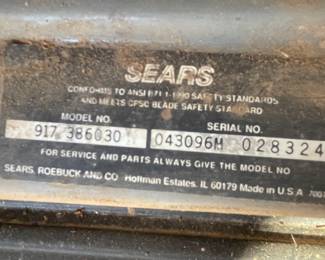 SEARS
CONFORMS TO ANSI B71.1-1990 SAFETY STANDARDS
AND MEETS CPSC BLADE SAFETY STANDARD
MODEL NO. SERIAL NO.
917 386030 043096M 028324
FOR SERVICE AND PARTS ALWAYS GIVE THE MODEL NO
SEARS, ROEBUCK AND CO Hoffman Estates, IL 60179 Made in U.S.A.